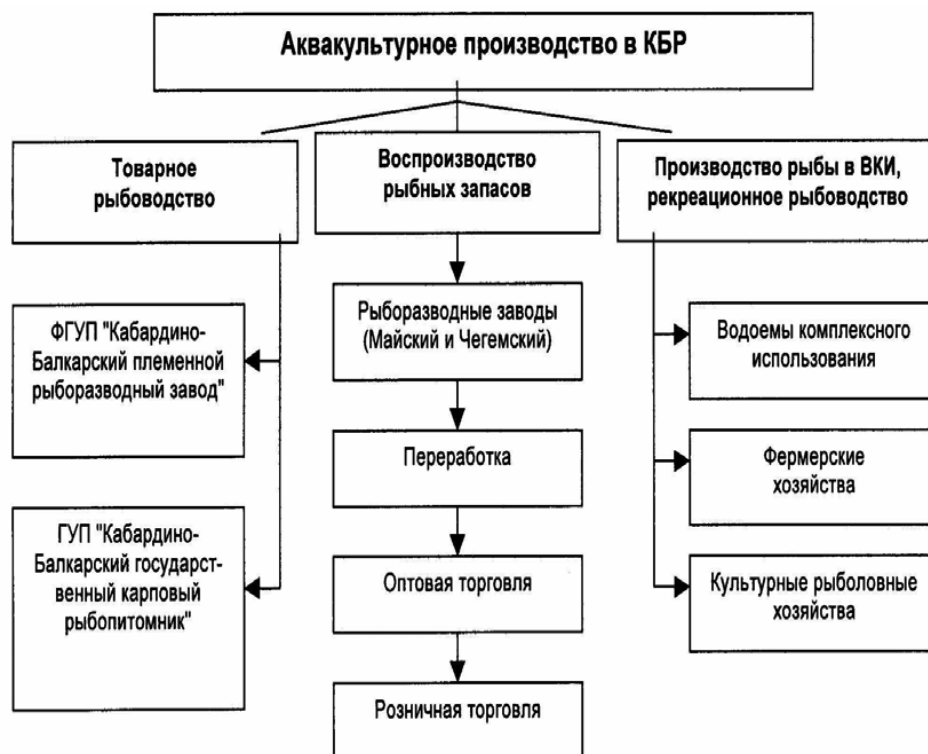 Аквакультурное производство в КБР
Товарное
рыбоводство
Воспроизводство
рыбных запасов
Производство рыбы в ВКИ,
рекреационное рыбоводство
ФГУП "Кабардино-
Балкарский племенной
рыборазводный завод"
ГУП "Кабардино-
Балкарский государст-
венный карповый
рыбопитомник"
Рыборазводные заводы
(Майский и Чегемский)
Переработка
Оптовая торговля
Розничная торговля
Водоемы комплексного
использования
Фермерские
хозяйства
Культурные рыболовные
хозяйства